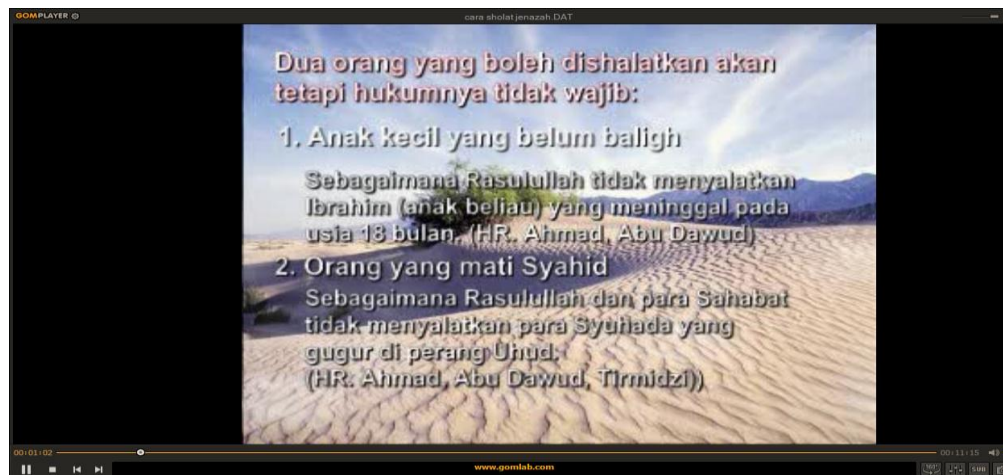 GOMPLAYER
cara sholat jenazah.DAT
Dua orang yang boleh dishalatkan akan
tetapi hukumnya tidak wajib:
1. Anak kecil yang belum baligh
Sebagaimana Rasulullah tidak menyalatkan
Ibrahim (anak beliau) yang meninggal pada
usia 18 bulan. (HR. Ahmad, Abu Dawud)
2. Orang yang mati Syahid
Sebagaimana Rasulullah dan para Sahabat
tidak menyalatkan para Syuhada yang
gugur di perang Uhud.
(HR. Ahmad, Abu Dawud, Tirmidzi))
00:01:02
00:11:15
www.gomlab.com
SUB